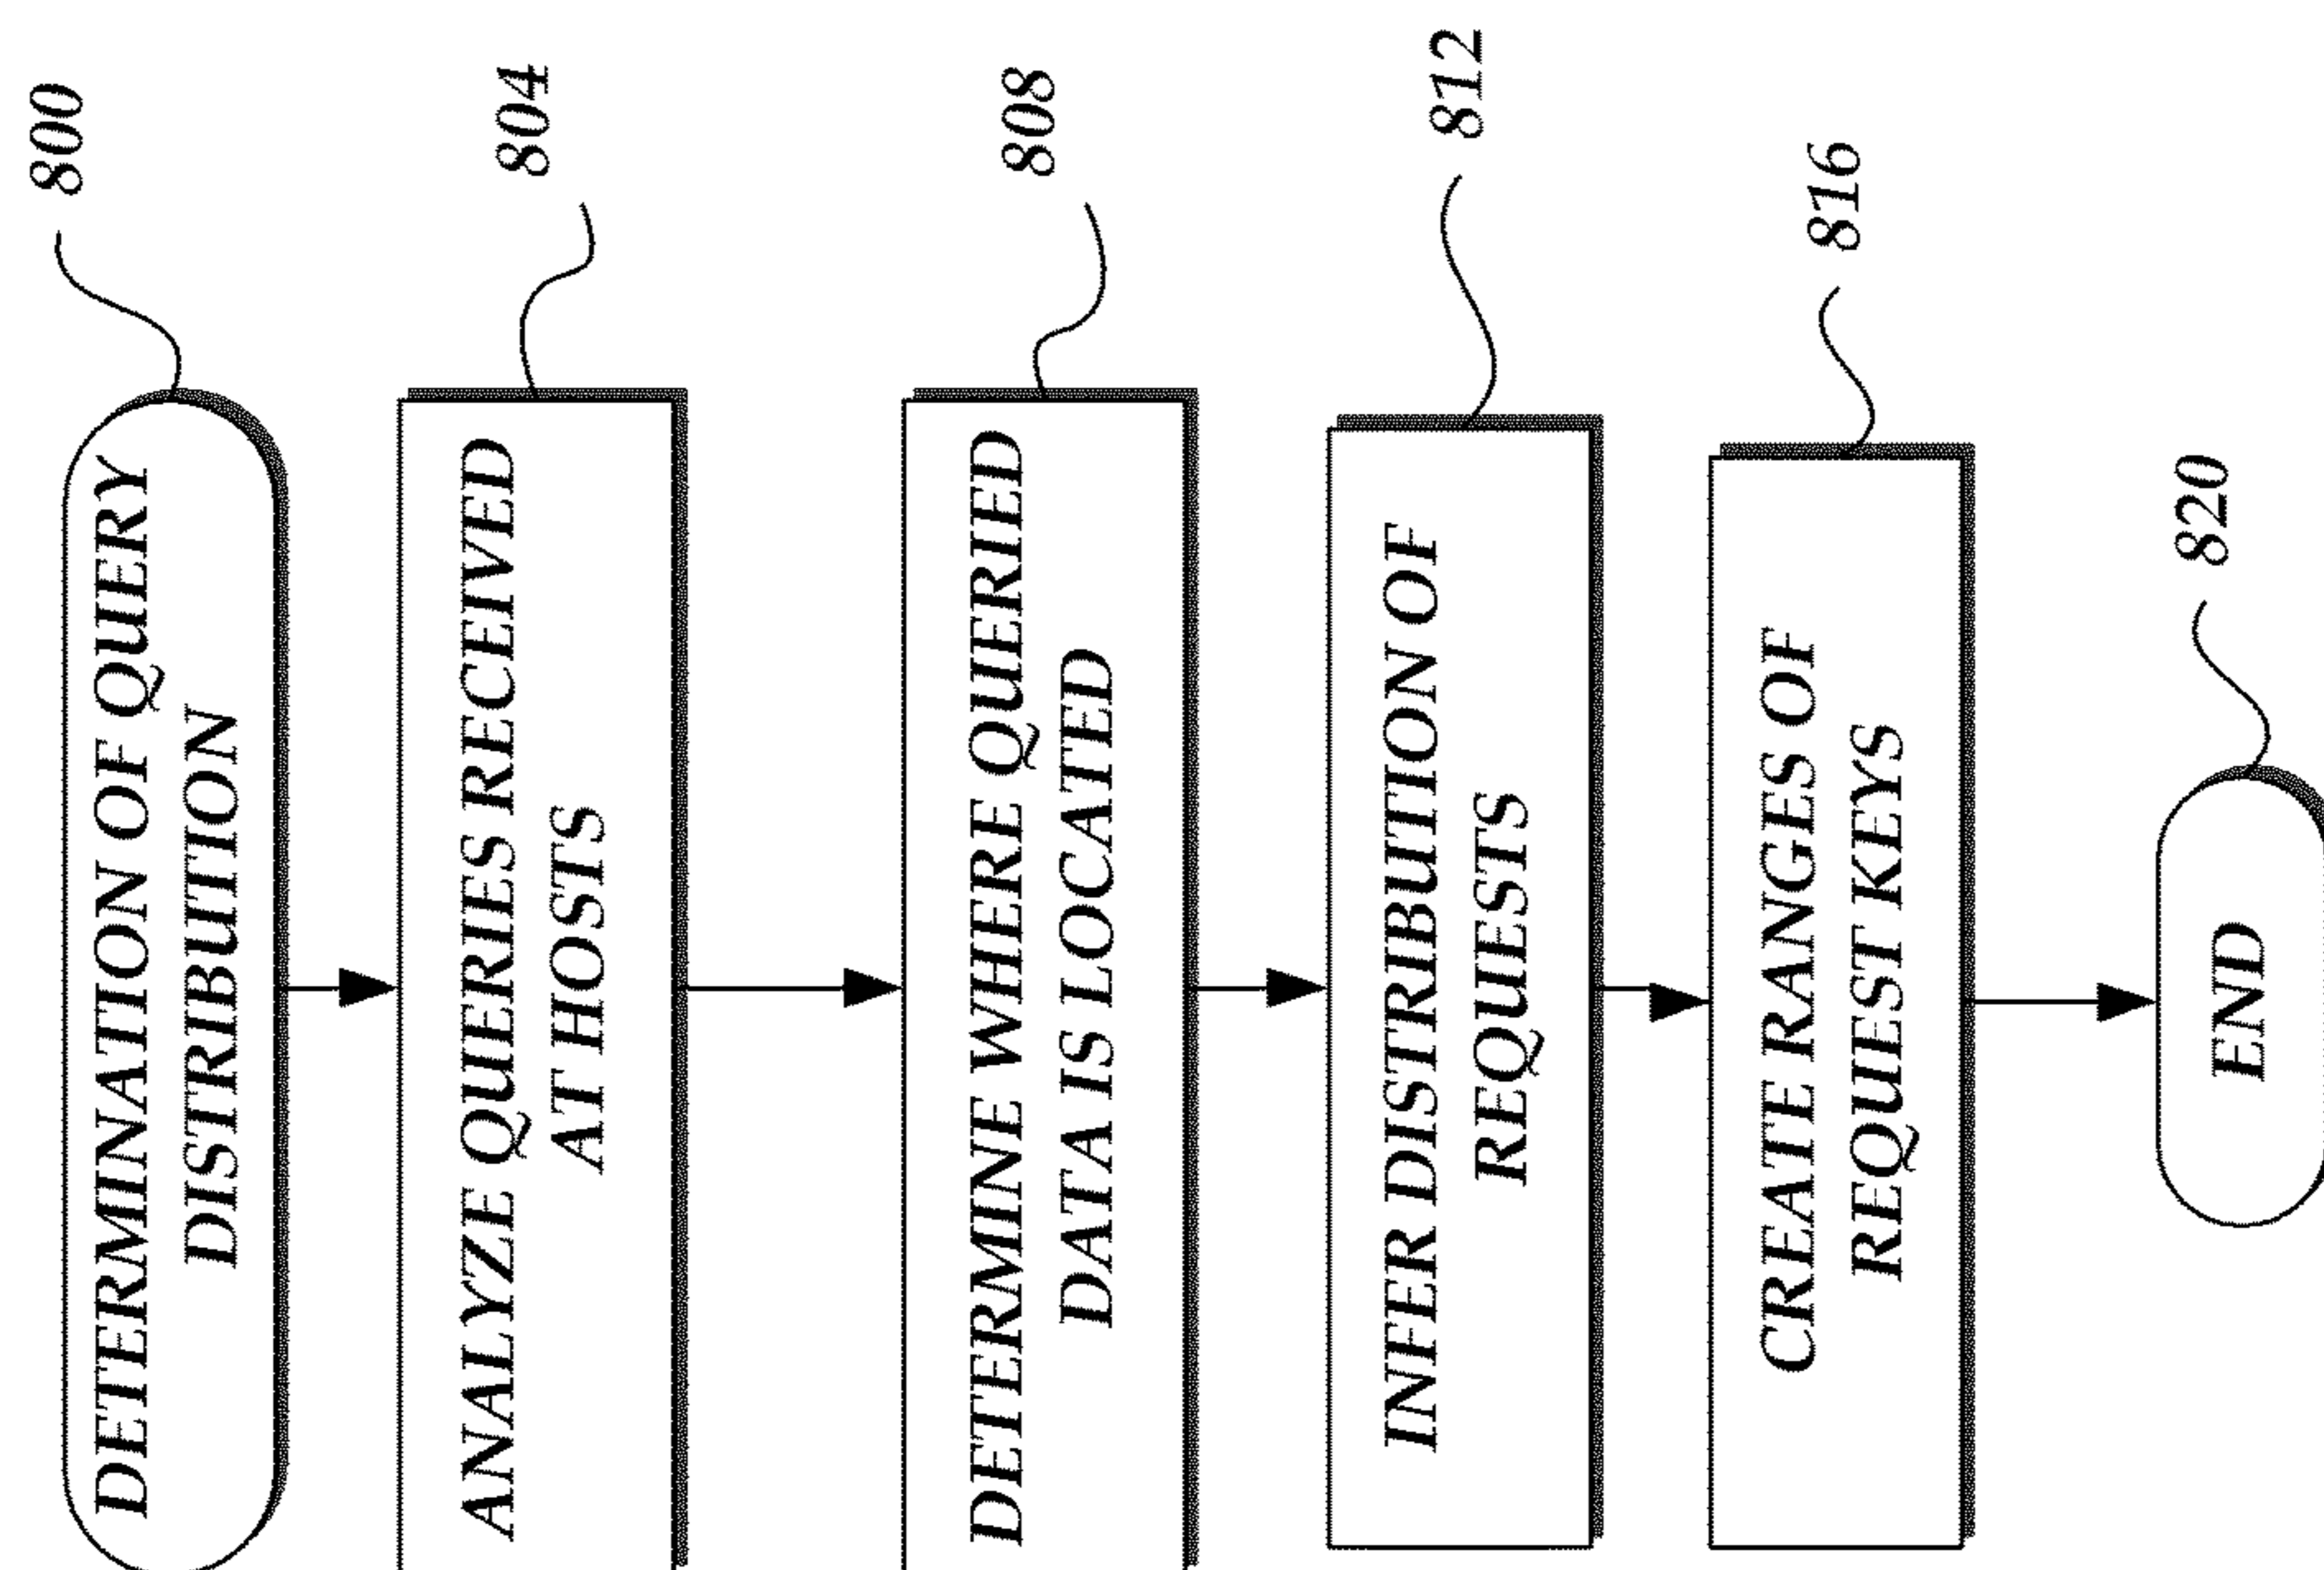 800
DETERMINATION OF QUERY
DISTRIBUTION
804
ANALYZE QUERIES RECEIVED
AT HOSTS
808
DETERMINE WHERE QUERIED
DATA IS LOCATED
812
INFER DISTRIBUTION OF
REQUESTS
816
CREATE RANGES OF
REQUEST KEYS
820
END